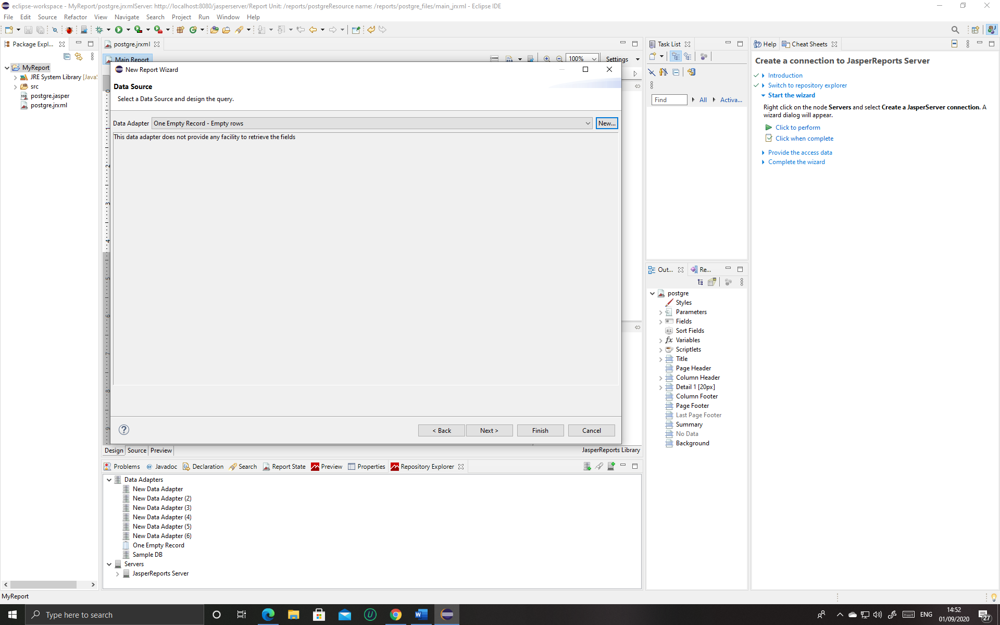 eclipse-workspace - MyReport/postgre.jrxmlServer: http://localhost:8080/jasperserver/Report Unit: /reports/postgreResource name: /reports/postgre_files/main_jrxml - Eclipse IDE
File Edit Source Refactor View Navigate Search Project Run Window Help
Package Expl...
MyReport
JRE System Library [Java
src
postgre.jasper
postgre.jrxml
postgre.jrxml
Main Report
100%
Settings
New Report Wizard
Data Source
Select a Data Source and design the query.
Data Adapter One Empty Record - Empty rows New...
This data adapter does not provide any facility to retrieve the fields
0
1
2
3
4
5
6
7
8
9
< Back Next > Finish Cancel
Design Source Preview
JasperReports Library
Task List
Find All Activa...
Help Cheat Sheets
Create a connection to JasperReports Server
Introduction
Switch to repository explorer
Start the wizard
Right click on the node Servers and select Create a JasperServer connection. A
wizard dialog will appear.
Click to perform
Click when complete
Provide the access data
Complete the wizard
Out... Re...
postgre
Styles
Parameters
Fields
Sort Fields
fx Variables
Scriptlets
Title
Page Header
Column Header
Detail 1 [20px]
Column Footer
Page Footer
Last Page Footer
Summary
No Data
Background
Problems @ Javadoc Declaration Search Report State Preview Properties Repository Explorer
Data Adapters
New Data Adapter
New Data Adapter (2)
New Data Adapter (3)
New Data Adapter (4)
New Data Adapter (5)
New Data Adapter (6)
One Empty Record
Sample DB
Servers
JasperReports Server
MyReport
Type here to search
ENG
14:52
01/09/2020
27